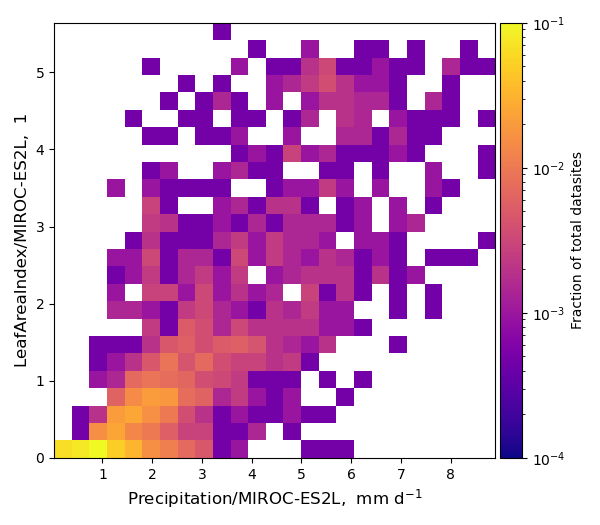 LeafAreaIndex/MIROC-ES2L,  1
5
4
3
2
1
0
1 2 3 4 5 6 7 8
Precipitation/MIROC-ES2L,  mm d⁻¹
10⁻¹
10⁻²
10⁻³
10⁻⁴
Fraction of total datasites